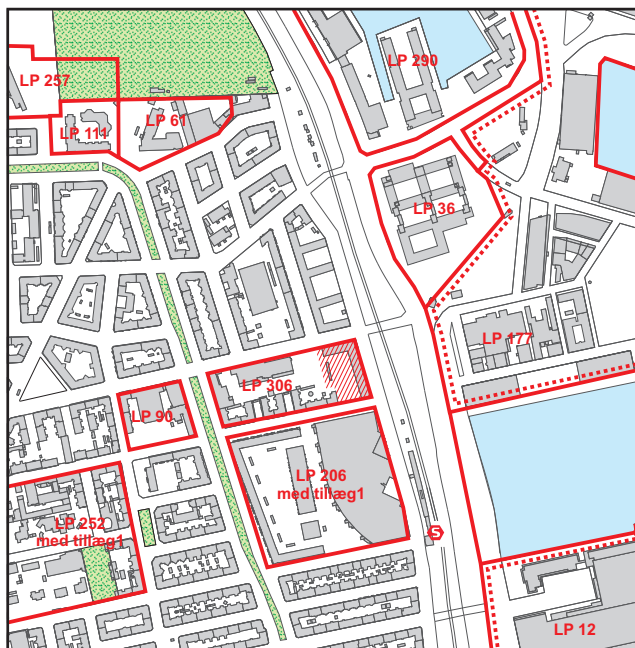 LP 290
LP 257
LP 61
LP 111
LP 36
LP 177
LP 306
LP 90
LP 206
med tillæg1
LP 252
med tillæg1
S
LP 12